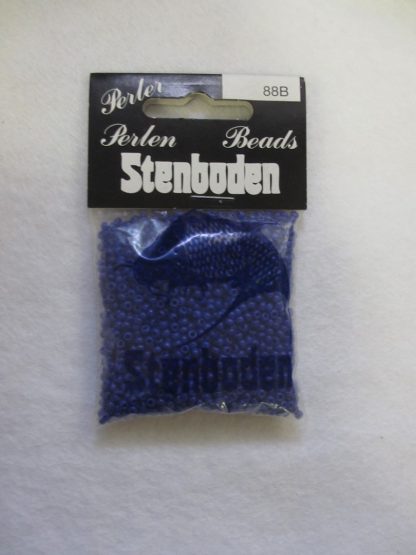 Perler
88B
Perlen Beads
Stenboden
Stenboden